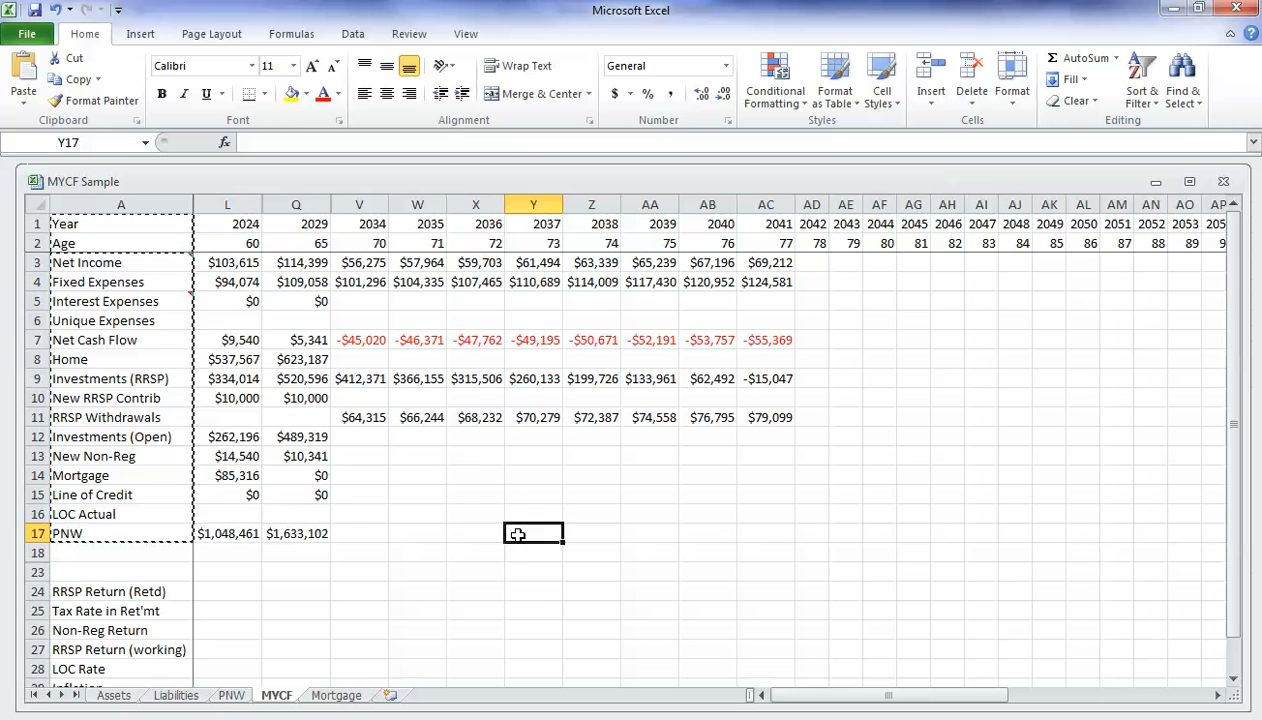 Microsoft Excel
File Home Insert Page Layout Formulas Data Review View
Paste Cut Copy Format Painter Clipboard
Calibri 11 B I U Font
Wrap Text Merge & Center Alignment
General $ % , Number
Conditional Formatting Format as Table Cell Styles Styles
Insert Delete Format Cells
Σ AutoSum Fill Clear Sort & Filter Find & Select Editing
Y17 fx
MYCF Sample
A L Q V W X Y Z AA AB AC AD AE AF AG AH AI AJ AK AL AM AN AO AP
1 Year 2024 2029 2034 2035 2036 2037 2038 2039 2040 2041 2042 2043 2044 2045 2046 2047 2048 2049 2050 2051 2052 2053 205
2 Age 60 65 70 71 72 73 74 75 76 77 78 79 80 81 82 83 84 85 86 87 88 89 9
3 Net Income $103,615 $114,399 $56,275 $57,964 $59,703 $61,494 $63,339 $65,239 $67,196 $69,212
4 Fixed Expenses $94,074 $109,058 $101,296 $104,335 $107,465 $110,689 $114,009 $117,430 $120,952 $124,581
5 Interest Expenses $0 $0
6 Unique Expenses
7 Net Cash Flow $9,540 $5,341 -$45,020 -$46,371 -$47,762 -$49,195 -$50,671 -$52,191 -$53,757 -$55,369
8 Home $537,567 $623,187
9 Investments (RRSP) $334,014 $520,596 $412,371 $366,155 $315,506 $260,133 $199,726 $133,961 $62,492 -$15,047
10 New RRSP Contrib $10,000 $10,000
11 RRSP Withdrawals $64,315 $66,244 $68,232 $70,279 $72,387 $74,558 $76,795 $79,099
12 Investments (Open) $262,196 $489,319
13 New Non-Reg $14,540 $10,341
14 Mortgage $85,316 $0
15 Line of Credit $0 $0
16 LOC Actual
17 PNW $1,048,461 $1,633,102
18
23
24 RRSP Return (Retd)
25 Tax Rate in Ret'mt
26 Non-Reg Return
27 RRSP Return (working)
28 LOC Rate
Assets Liabilities PNW MYCF Mortgage